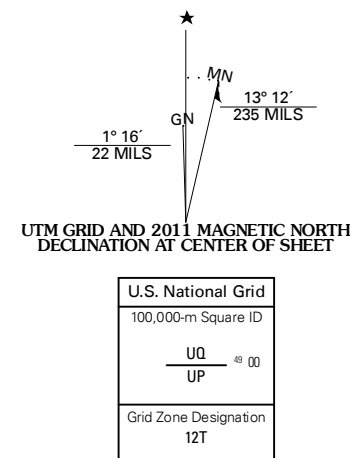 ★
MN
GN
13° 12´
235 MILS
1° 16´
22 MILS
UTM GRID AND 2011 MAGNETIC NORTH
DECLINATION AT CENTER OF SHEET
U.S. National Grid
100,000-m Square ID
UQ
49 00
UP
Grid Zone Designation
12T